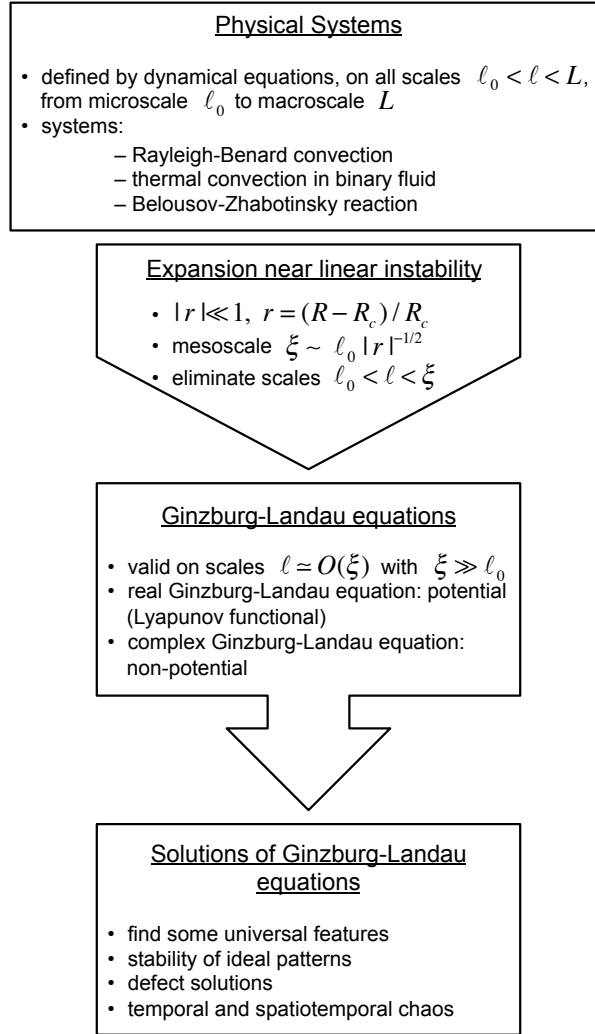 Physical Systems
• defined by dynamical equations, on all scales ℓ₀ < ℓ < L,
from microscale ℓ₀ to macroscale L
• systems:
– Rayleigh-Benard convection
– thermal convection in binary fluid
– Belousov-Zhabotinsky reaction
Expansion near linear instability
• |r| ≪ 1, r = (R − R_c) / R_c
• mesoscale ξ ~ ℓ₀ |r|^{−1/2}
• eliminate scales ℓ₀ < ℓ < ξ
Ginzburg-Landau equations
• valid on scales ℓ ≃ O(ξ) with ξ ≫ ℓ₀
• real Ginzburg-Landau equation: potential
(Lyapunov functional)
• complex Ginzburg-Landau equation:
non-potential
Solutions of Ginzburg-Landau
equations
• find some universal features
• stability of ideal patterns
• defect solutions
• temporal and spatiotemporal chaos